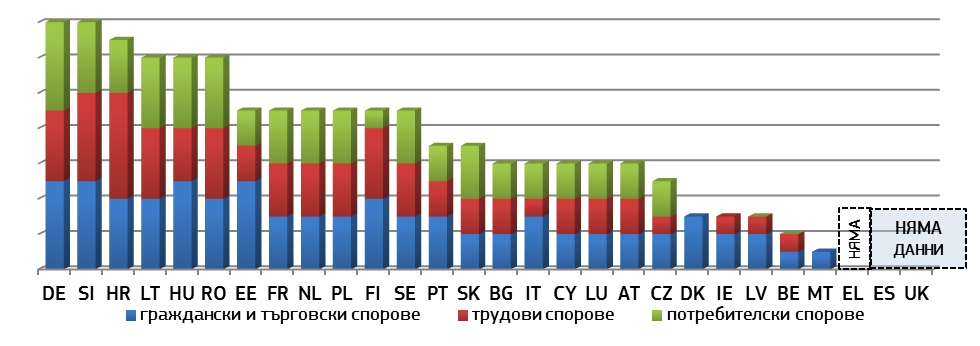 НЯМА
НЯМА
ДАННИ
DE SI HR LT HU RO EE FR NL PL FI SE PT SK BG IT CY LU AT CZ DK IE LV BE MT EL ES UK
граждански и търговски спорове трудови спорове потребителски спорове